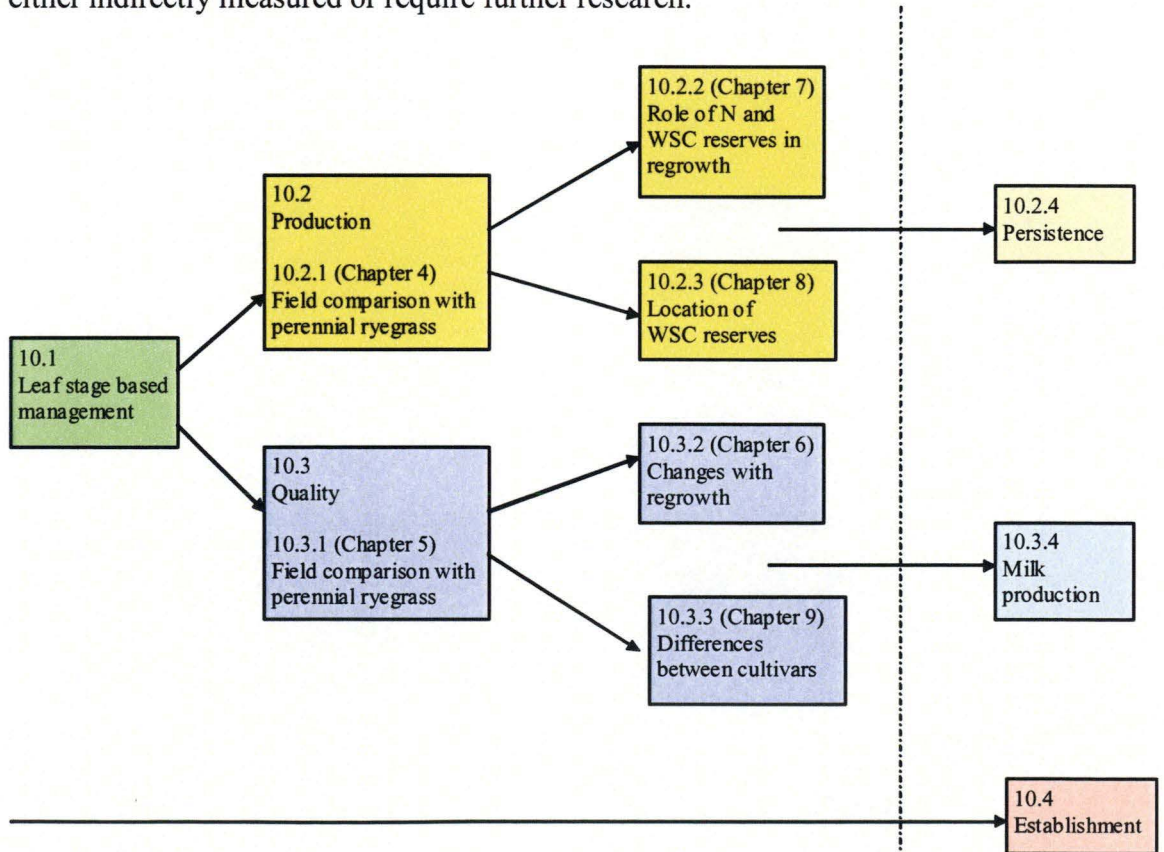 either indirectly measured or require further research.
10.1
Leaf stage based
management
10.2
Production
10.2.1 (Chapter 4)
Field comparison with
perennial ryegrass
10.2.2 (Chapter 7)
Role of N and
WSC reserves in
regrowth
10.2.3 (Chapter 8)
Location of
WSC reserves
10.2.4
Persistence
10.3
Quality
10.3.1 (Chapter 5)
Field comparison with
perennial ryegrass
10.3.2 (Chapter 6)
Changes with
regrowth
10.3.3 (Chapter 9)
Differences
between cultivars
10.3.4
Milk
production
10.4
Establishment